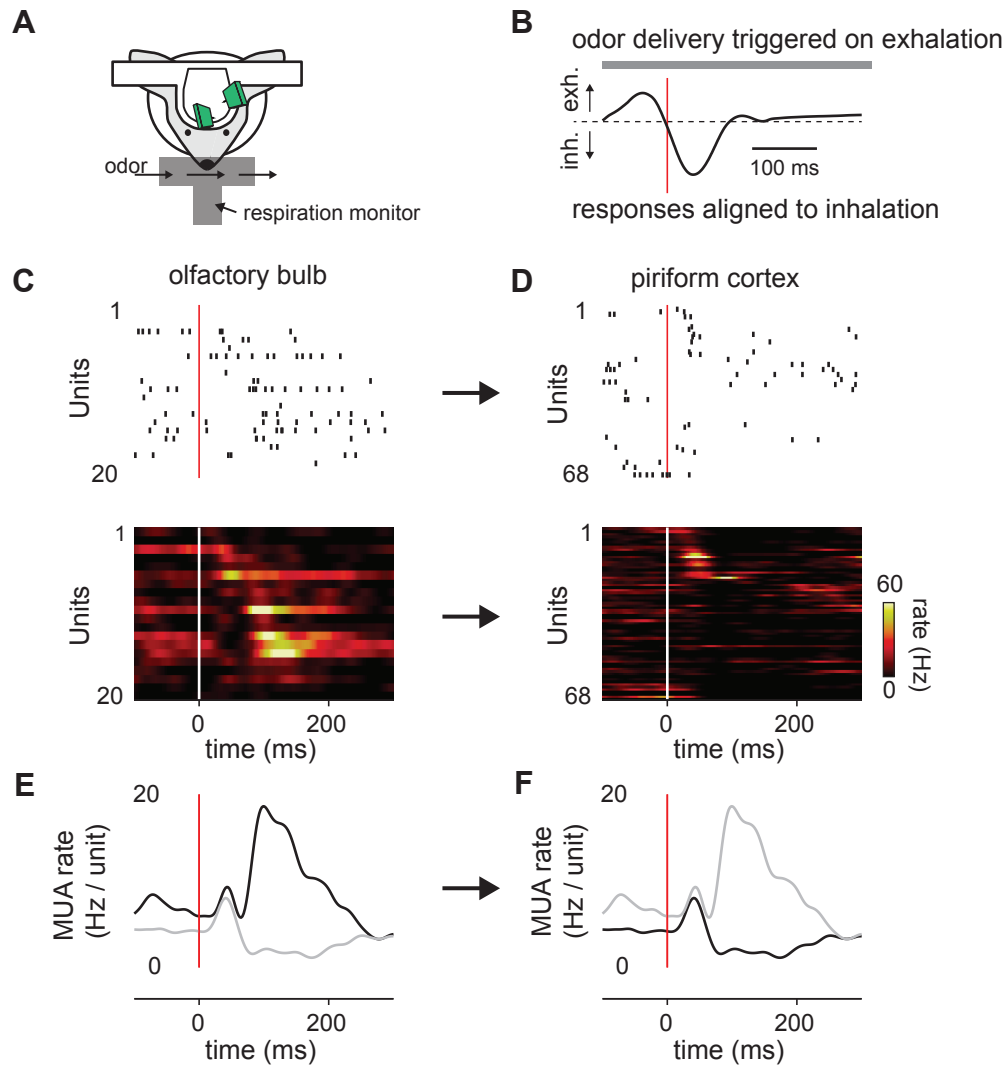 A
odor
respiration monitor
B
odor delivery triggered on exhalation
exh.
inh.
100 ms
responses aligned to inhalation
C
olfactory bulb
1
Units
20
D
piriform cortex
1
Units
68
1
Units
20
0
200
time (ms)
1
Units
68
0
200
time (ms)
60
0
rate (Hz)
E
20
MUA rate
(Hz / unit)
0
0
200
time (ms)
F
20
MUA rate
(Hz / unit)
0
0
200
time (ms)